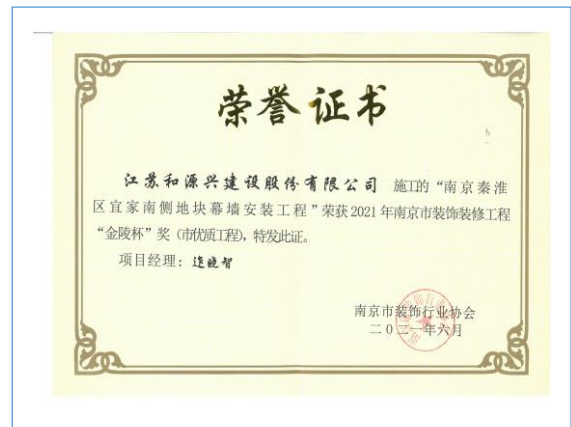 荣誉证书
江苏和源兴建设股份有限公司 施工的“南京秦淮
区宜家南侧地块幕墙安装工程”荣获2021年南京市装饰装修工程
“金陵杯”奖（市优质工程），特发此证。
项目经理：连晓智
南京市装饰行业协会
二〇二一年六月